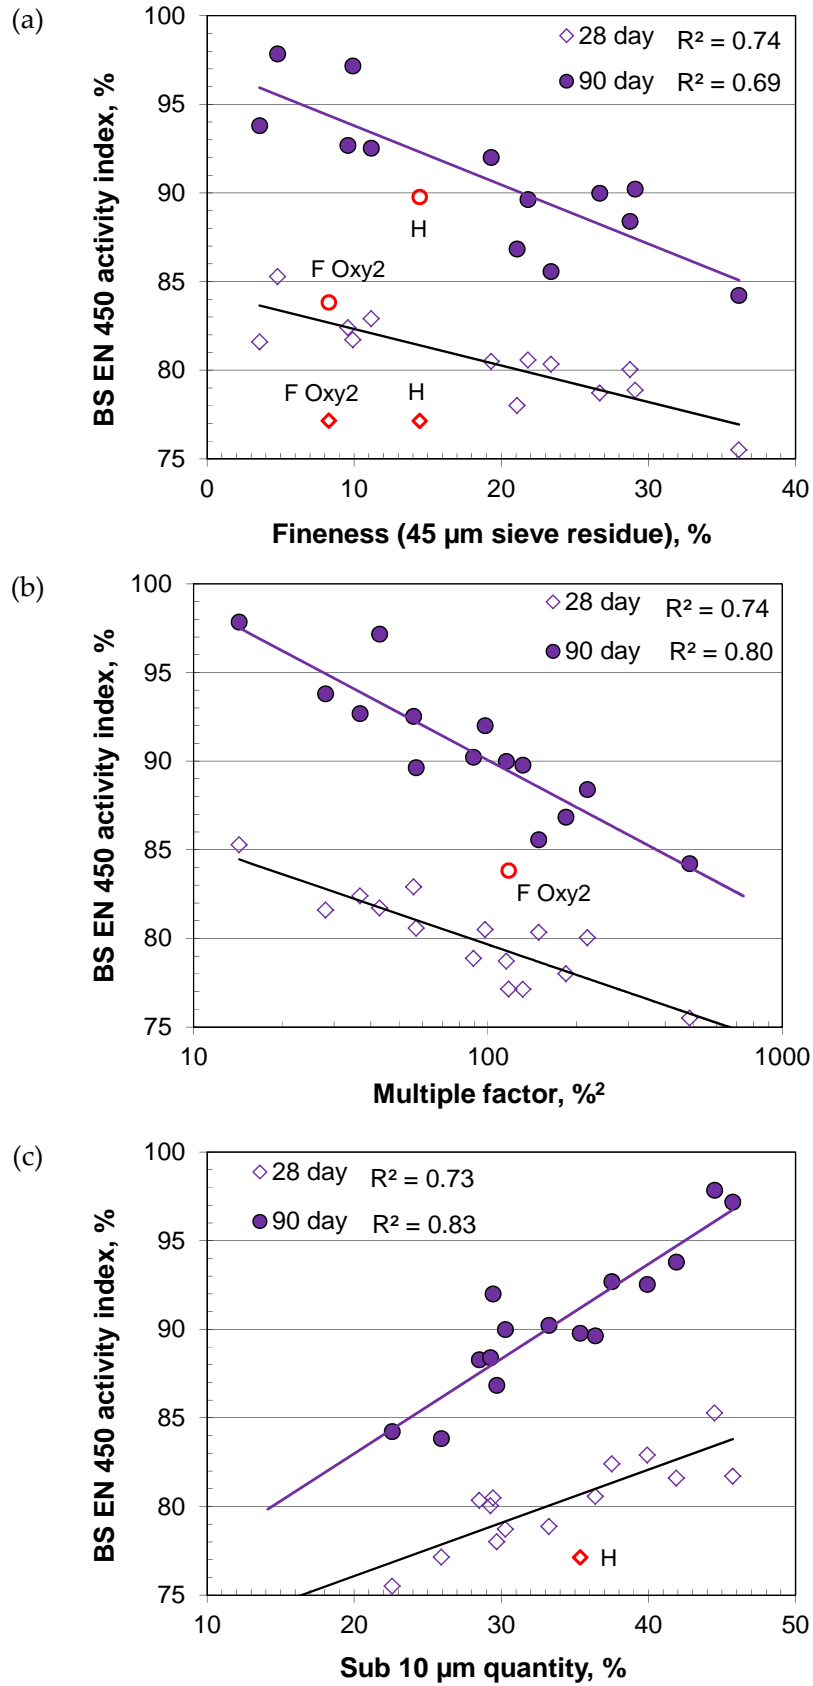 (a)
BS EN 450 activity index, %
100
95
90
85
80
75
28 day R² = 0.74
90 day R² = 0.69
H
F Oxy2
F Oxy2 H
0 10 20 30 40
Fineness (45 µm sieve residue), %
(b)
BS EN 450 activity index, %
100
95
90
85
80
75
28 day R² = 0.74
90 day R² = 0.80
F Oxy2
10 100 1000
Multiple factor, %²
(c)
BS EN 450 activity index, %
100
95
90
85
80
75
28 day R² = 0.73
90 day R² = 0.83
H
10 20 30 40 50
Sub 10 µm quantity, %